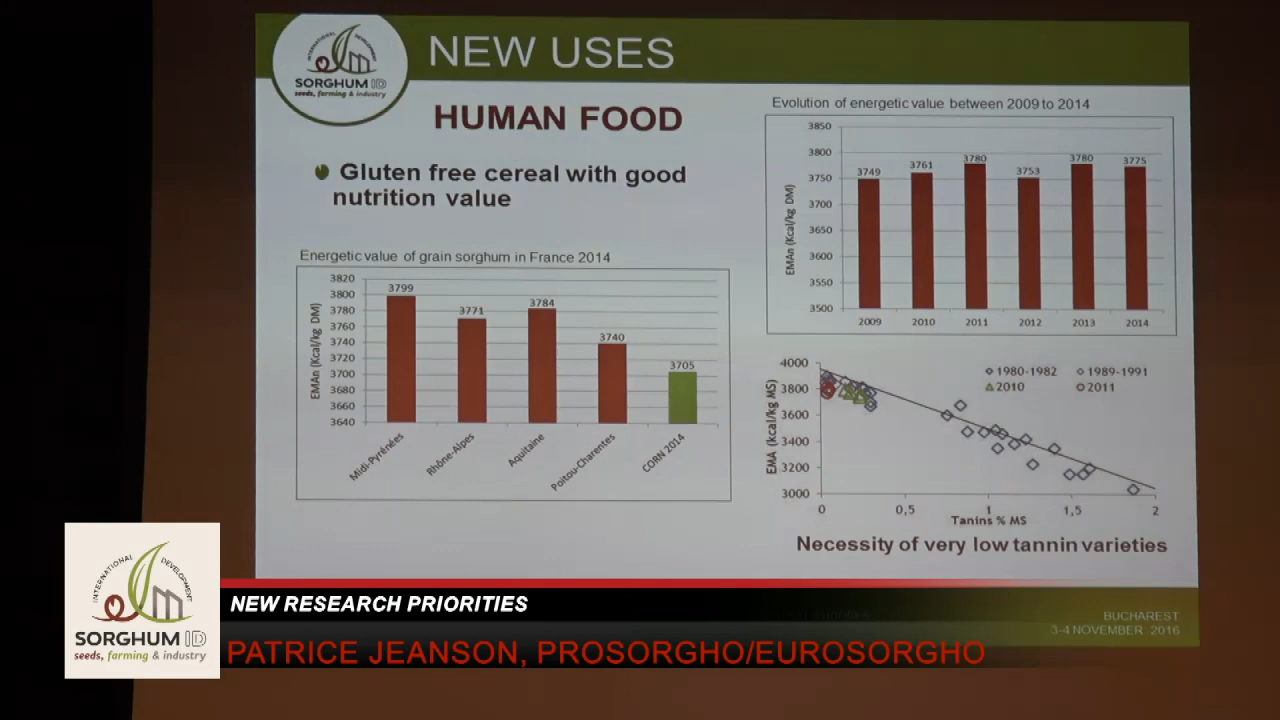 INTERNATIONAL DEVELOPMENT
SORGHUM ID
seeds, farming & industry
NEW USES
HUMAN FOOD
Gluten free cereal with good
nutrition value
Energetic value of grain sorghum in France 2014
EMAn (Kcal/kg DM)
3820
3800
3780
3760
3740
3720
3700
3680
3660
3640
3799
3771
3784
3740
3705
Midi-Pyrénées
Rhône-Alpes
Aquitaine
Poitou-Charentes
CORN 2014
Evolution of energetic value between 2009 to 2014
EMAn (Kcal/kg DM)
3850
3800
3750
3700
3650
3600
3550
3500
3749
3761
3780
3753
3780
3775
2009
2010
2011
2012
2013
2014
EMA (kcal/kg MS)
4000
3800
3600
3400
3200
3000
1980-1982
1989-1991
2010
2011
0
0,5
1
1,5
2
Tanins % MS
Necessity of very low tannin varieties
BUCHAREST
3-4 NOVEMBER 2016
INTERNATIONAL DEVELOPMENT
SORGHUM ID
seeds, farming & industry
NEW RESEARCH PRIORITIES
PATRICE JEANSON, PROSORGHO/EUROSORGHO